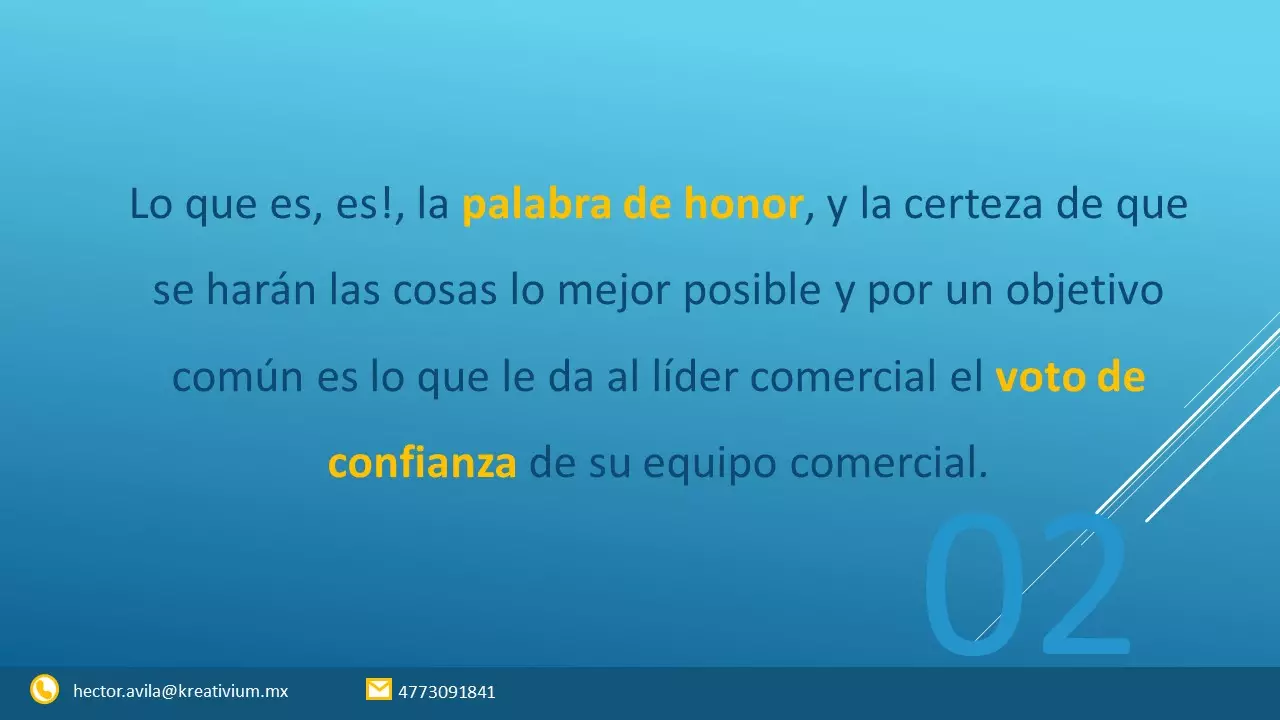 Lo que es, es!, la palabra de honor, y la certeza de que
se harán las cosas lo mejor posible y por un objetivo
común es lo que le da al líder comercial el voto de
confianza de su equipo comercial.
02
hector.avila@kreativium.mx 4773091841